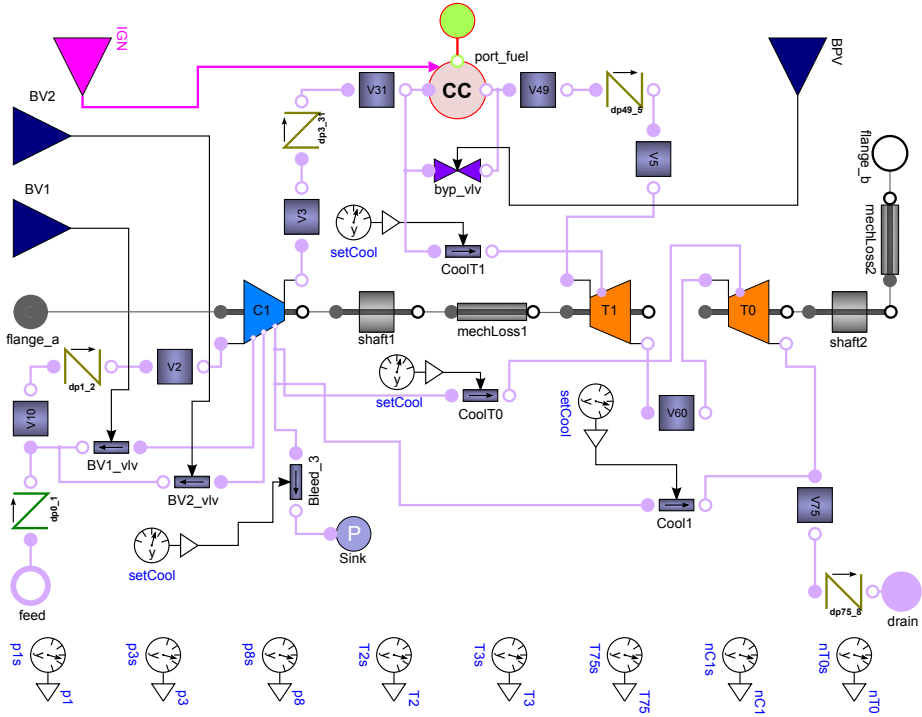 IGN
port_fuel
BPV
BV2
V31
CC
V49
dp49_5
dp3_31
V5
flange_b
byp_vlv
BV1
V3
setCool
CoolT1
mechLoss2
C1
T1
T0
flange_a
shaft1
mechLoss1
shaft2
dp1_2
V2
setCool
CoolT0
setCool
V10
V60
BV1_vlv
BV2_vlv
Bleed_3
dp0_1
Cool1
V75
y
setCool
P
Sink
feed
dp75_8
drain
p1s
p1
p3s
p3
p8s
p8
T2s
T2
T3s
T3
T75s
T75
nC1s
nC1
nT0s
nT0